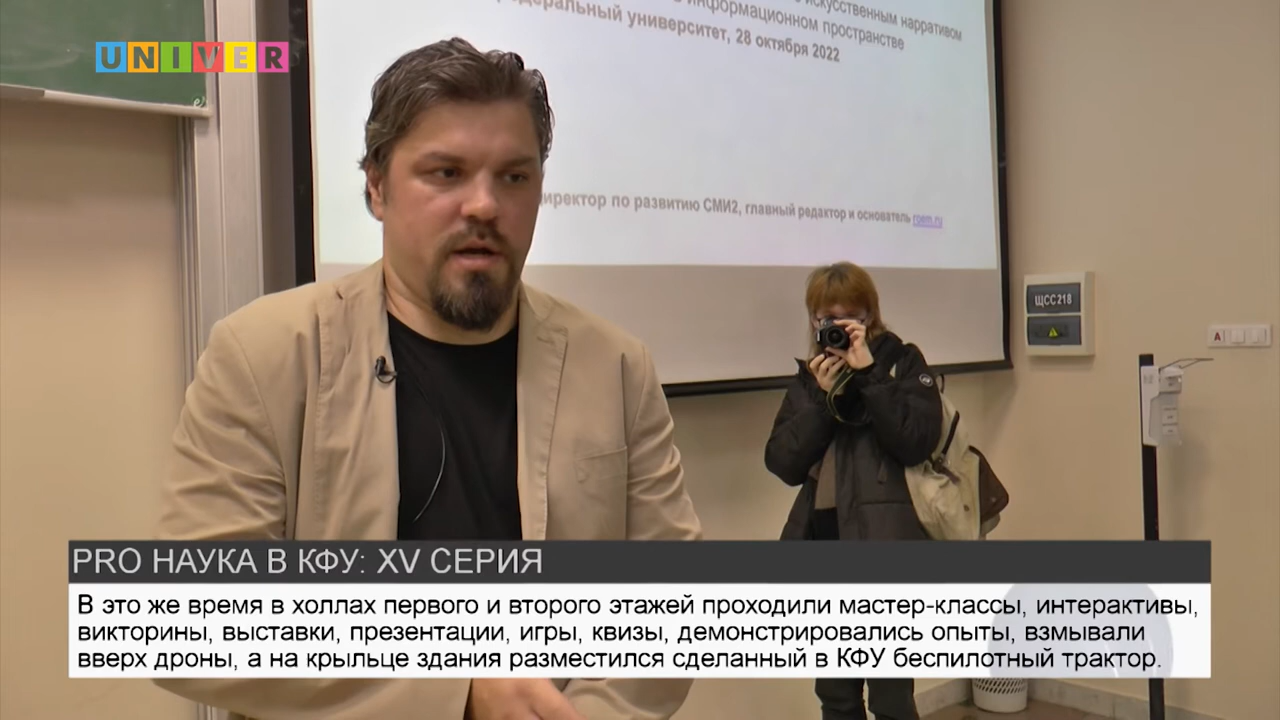 UNIVER
искусственным нарративом
информационном пространстве
университет, 28 октября 2022
директор по развитию СМИ2, главный редактор и основатель roem.ru
ЩСС218
А
PRO НАУКА В КФУ: XV СЕРИЯ
В это же время в холлах первого и второго этажей проходили мастер-классы, интерактивы,
викторины, выставки, презентации, игры, квизы, демонстрировались опыты, взмывали
вверх дроны, а на крыльце здания разместился сделанный в КФУ беспилотный трактор.